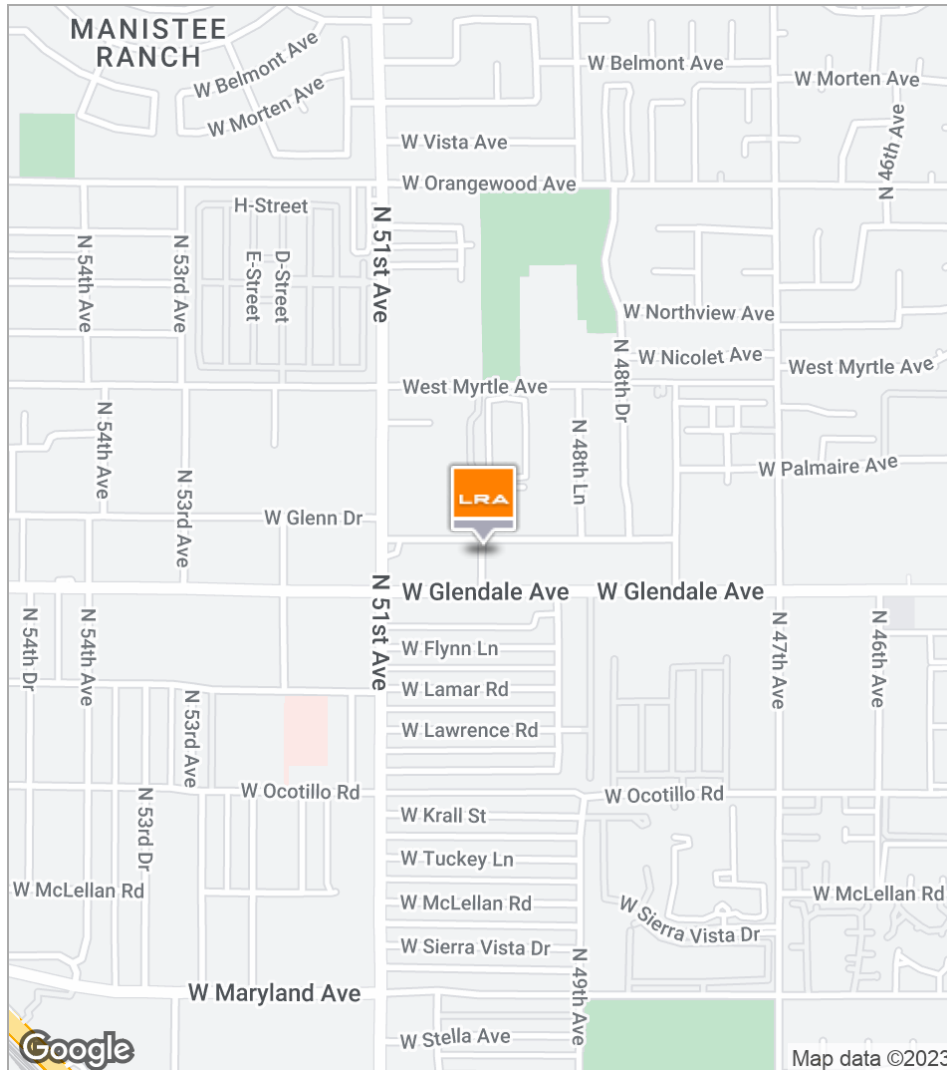 MANISTEE
RANCH
W Belmont Ave
W Morten Ave
W Belmont Ave
W Morten Ave
N 46th Ave
W Vista Ave
W Orangewood Ave
H-Street
N 51st Ave
N 54th Ave
N 53rd Ave
E-Street
D-Street
W Northview Ave
N 48th Dr
W Nicolet Ave
West Myrtle Ave
West Myrtle Ave
N 54th Ave
N 53rd Ave
N 48th Ln
W Palmaire Ave
LRA
W Glenn Dr
N 51st Ave
W Glendale Ave
W Glendale Ave
N 54th Dr
N 54th Ave
N 47th Ave
N 46th Ave
W Flynn Ln
W Lamar Rd
N 53rd Ave
W Lawrence Rd
W Ocotillo Rd
W Ocotillo Rd
N 53rd Dr
W Krall St
W Tuckey Ln
W McLellan Rd
W McLellan Rd
W McLellan Rd
W Sierra Vista Dr
W Sierra Vista Dr
N 49th Ave
W Maryland Ave
W Stella Ave
Google
Map data ©2023